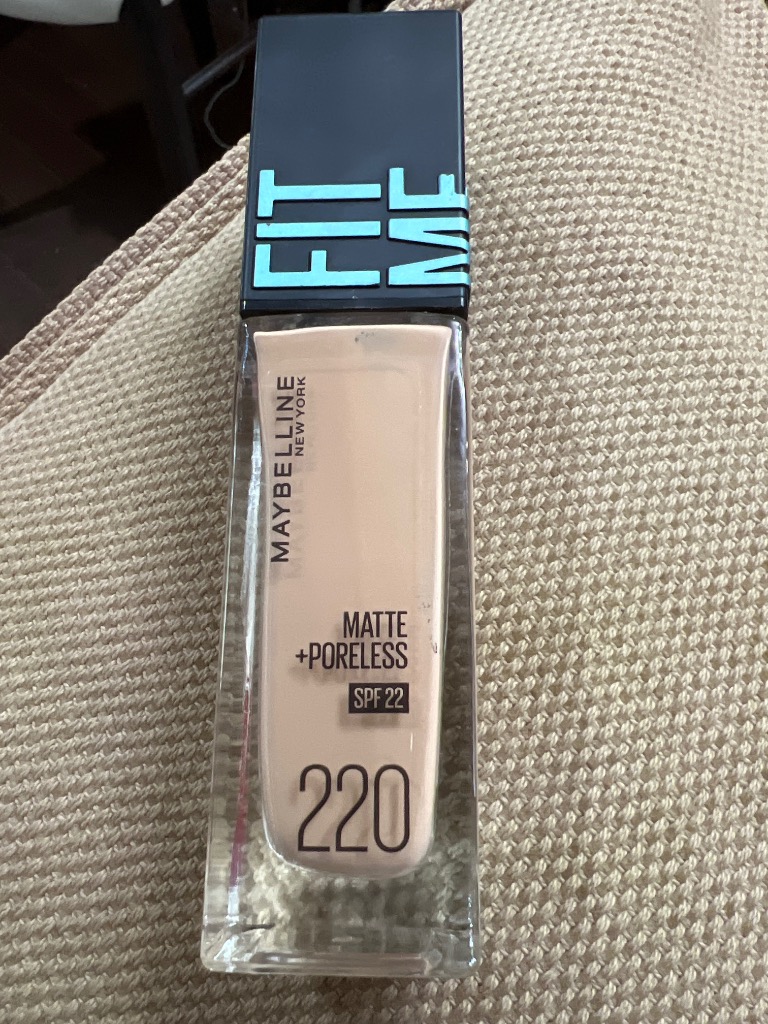 FIT
ME
MAYBELLINE
NEW YORK
MATTE
+PORELESS
SPF 22
220